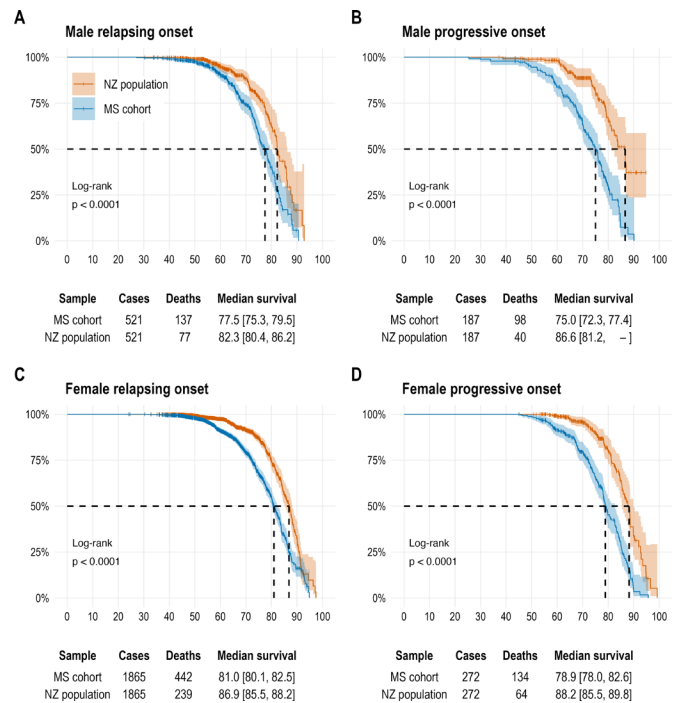 A
Male relapsing onset
100%
75%
50%
25%
0%
NZ population
MS cohort
Log-rank
p < 0.0001
0 10 20 30 40 50 60 70 80 90 100
Sample Cases Deaths Median survival
MS cohort 521 137 77.5 [75.3, 79.5]
NZ population 521 77 82.3 [80.4, 86.2]
B
Male progressive onset
100%
75%
50%
25%
0%
Log-rank
p < 0.0001
0 10 20 30 40 50 60 70 80 90 100
Sample Cases Deaths Median survival
MS cohort 187 98 75.0 [72.3, 77.4]
NZ population 187 40 86.6 [81.2, – ]
C
Female relapsing onset
100%
75%
50%
25%
0%
Log-rank
p < 0.0001
0 10 20 30 40 50 60 70 80 90 100
Sample Cases Deaths Median survival
MS cohort 1865 442 81.0 [80.1, 82.5]
NZ population 1865 239 86.9 [85.5, 88.2]
D
Female progressive onset
100%
75%
50%
25%
0%
Log-rank
p < 0.0001
0 10 20 30 40 50 60 70 80 90 100
Sample Cases Deaths Median survival
MS cohort 272 134 78.9 [78.0, 82.6]
NZ population 272 64 88.2 [85.5, 89.8]